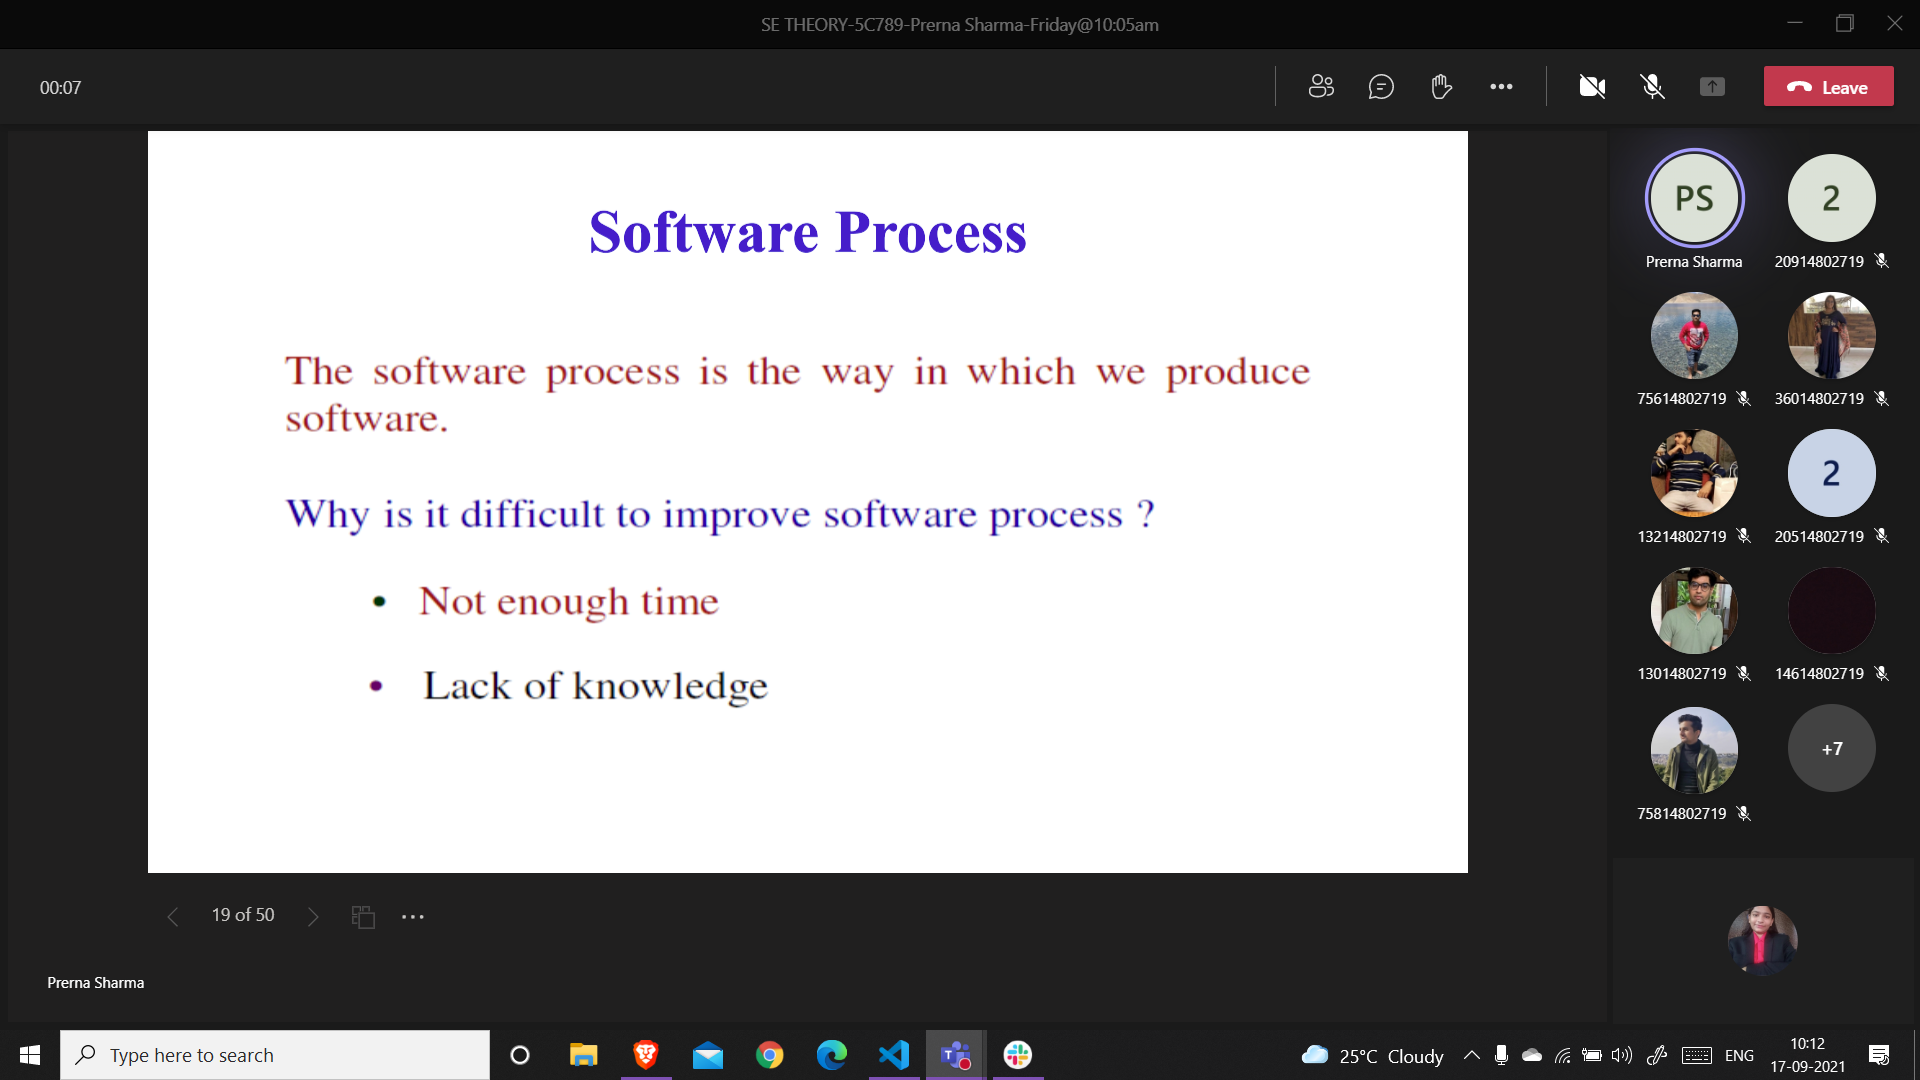 SE THEORY-5C789-Prerna Sharma-Friday@10:05am
00:07
Leave
Software Process
The software process is the way in which we produce
software.
Why is it difficult to improve software process ?
• Not enough time
• Lack of knowledge
PS
2
Prerna Sharma
20914802719
75614802719
36014802719
2
13214802719
20514802719
13014802719
14614802719
+7
75814802719
19 of 50
Prerna Sharma
Type here to search
25°C Cloudy
ENG
10:12
17-09-2021